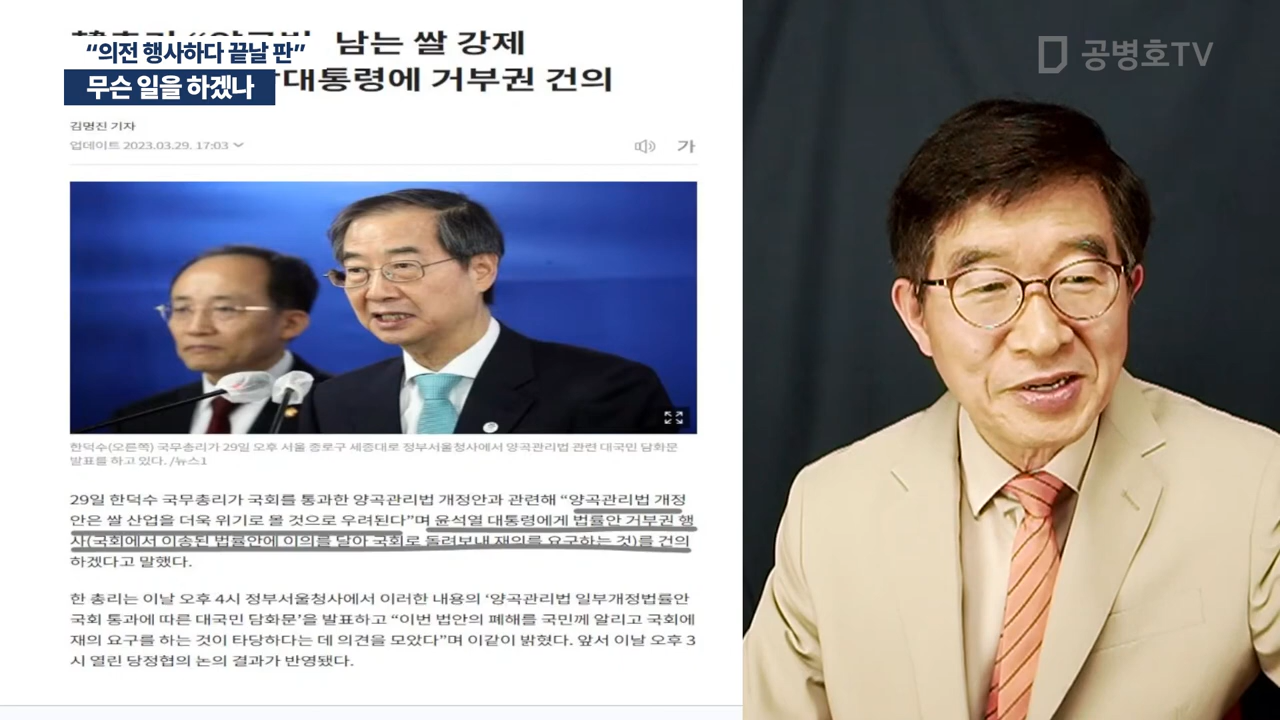 “의전 행사하다 끝날 판”
무슨 일을 하겠나
남는 쌀 강제
대통령에 거부권 건의
공병호TV
김명진 기자
업데이트 2023.03.29. 17:03
가
한덕수(오른쪽) 국무총리가 29일 오후 서울 종로구 세종대로 정부서울청사에서 양곡관리법 관련 대국민 담화문
발표를 하고 있다. /뉴스1
29일 한덕수 국무총리가 국회를 통과한 양곡관리법 개정안과 관련해 “양곡관리법 개정
안은 쌀 산업을 더욱 위기로 몰 것으로 우려된다”며 윤석열 대통령에게 법률안 거부권 행
사(국회에서 이송된 법률안에 이의를 달아 국회로 돌려보내 재의를 요구하는 것)를 건의
하겠다고 말했다.
한 총리는 이날 오후 4시 정부서울청사에서 이러한 내용의 ‘양곡관리법 일부개정법률안
국회 통과에 따른 대국민 담화문’을 발표하고 “이번 법안의 폐해를 국민께 알리고 국회에
재의 요구를 하는 것이 타당하다는 데 의견을 모았다”며 이같이 밝혔다. 앞서 이날 오후 3
시 열린 당정협의 논의 결과가 반영됐다.